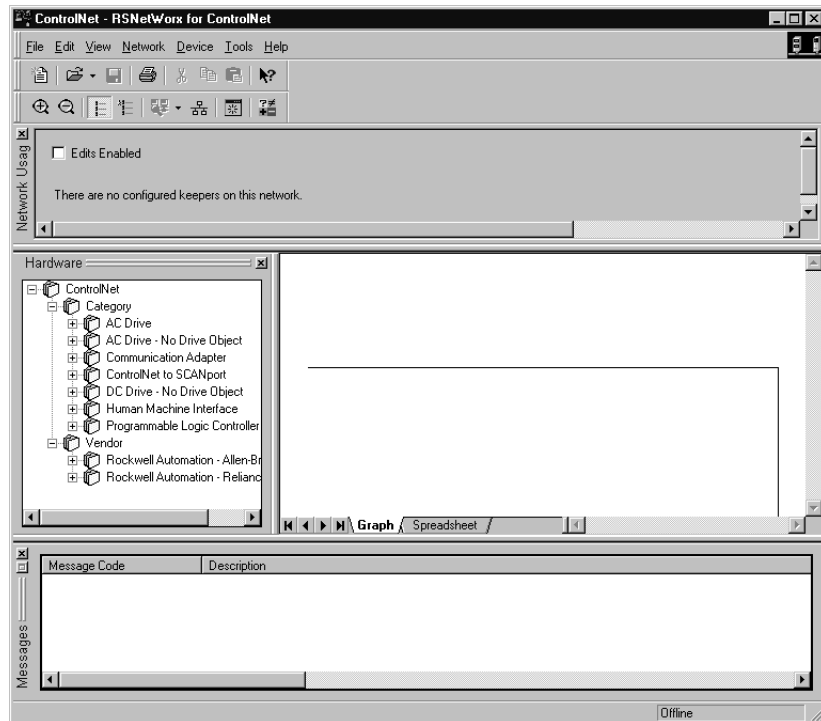 ControlNet - RSNetWorx for ControlNet
File Edit View Network Device Tools Help
Network Usag
Edits Enabled
There are no configured keepers on this network.
Hardware
ControlNet
Category
AC Drive
AC Drive - No Drive Object
Communication Adapter
ControlNet to SCANport
DC Drive - No Drive Object
Human Machine Interface
Programmable Logic Controller
Vendor
Rockwell Automation - Allen-Br
Rockwell Automation - Relianc
Graph Spreadsheet
Messages
Message Code Description
Offline